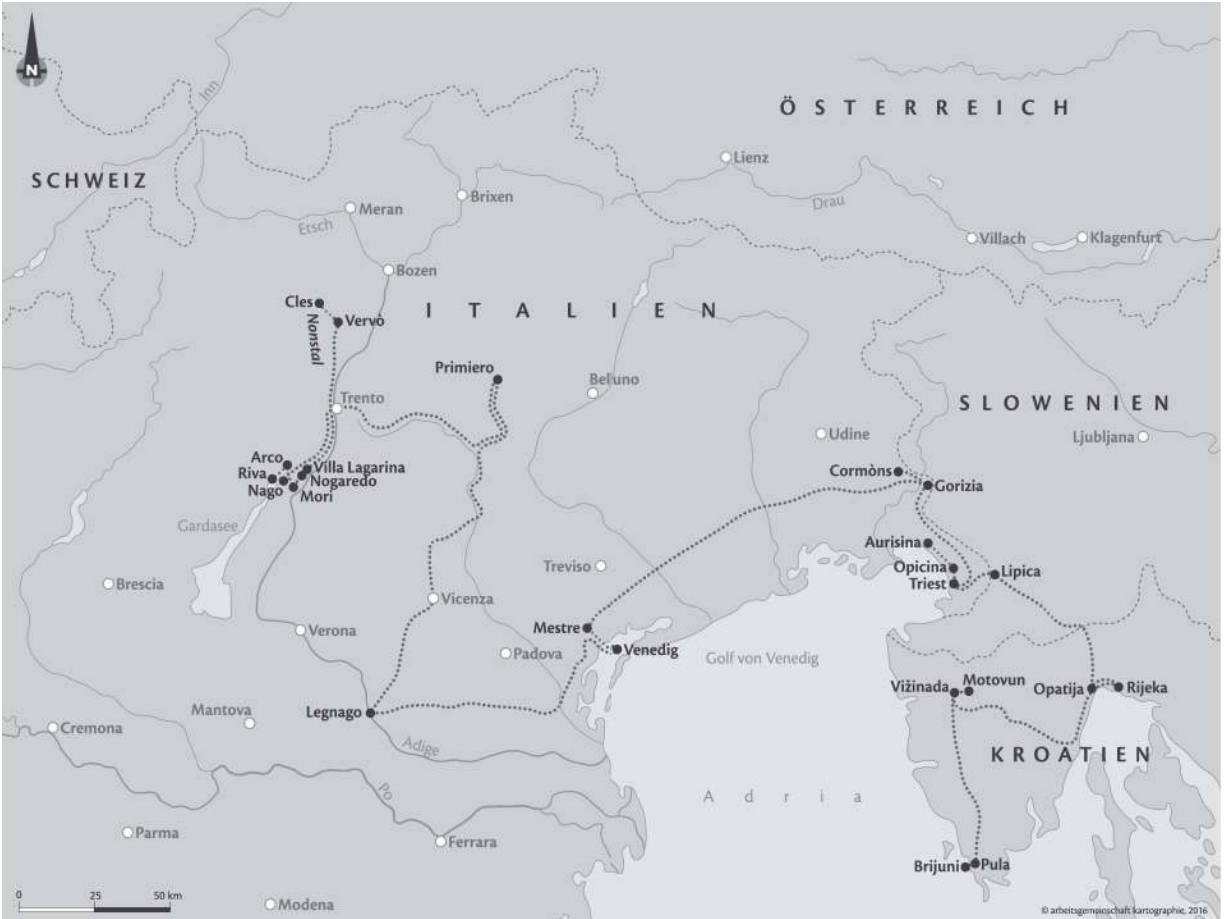 N
Inn
ÖSTERREICH
SCHWEIZ
Lienz
Drau
Brixen
Meran
Etsch
Villach
Klagenfurt
Bozen
Cles
Vervò
ITALIEN
Nonstal
Primiero
Belluno
Trento
SLOWENIEN
Udine
Ljubljana
Arco
Villa Lagarina
Riva
Nogaredo
Nago
Mori
Cormòns
Gorizia
Gardasee
Aurisina
Treviso
Opicina
Lipica
Brescia
Triest
Vicenza
Mestre
Verona
Venedig
Padova
Golf von Venedig
Motovun
Vižinada
Opatija
Rijeka
Legnago
Mantova
Cremona
Adige
KROATIEN
Po
Adria
Parma
Ferrara
Brijuni
Pula
0 25 50 km
Modena
© arbeitsgemeinschaft kartographie, 2016